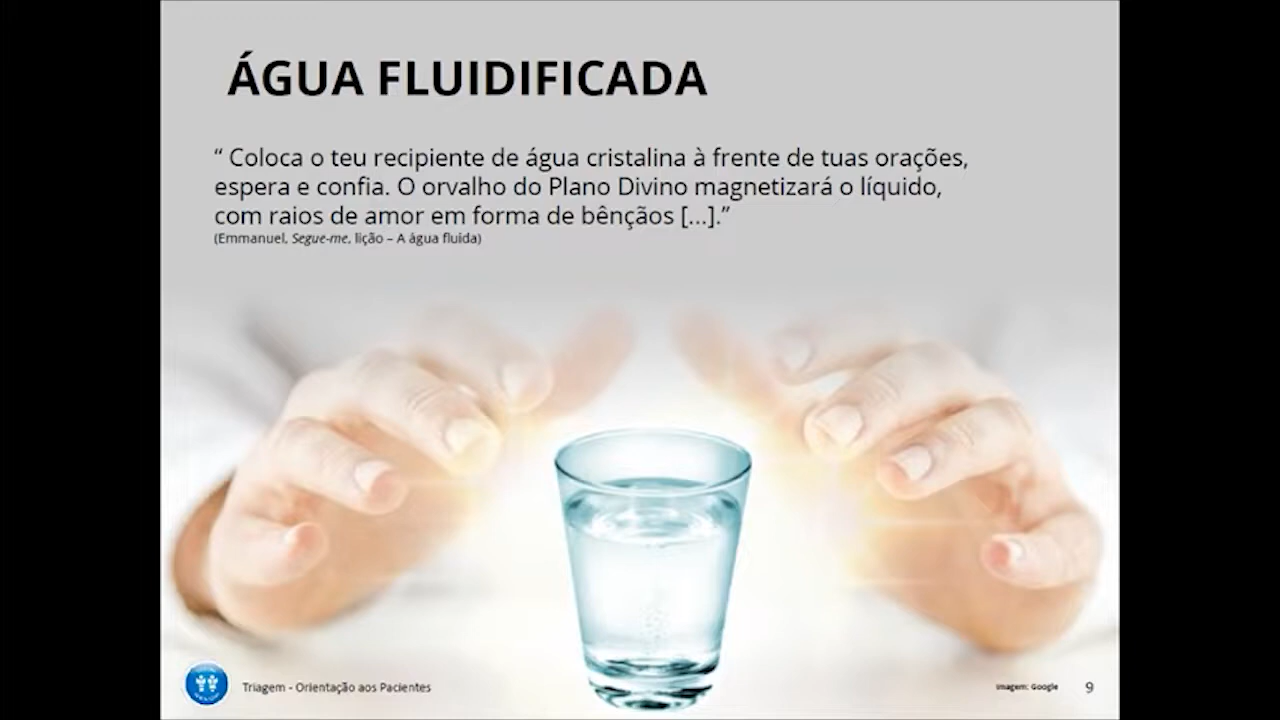 ÁGUA FLUIDIFICADA
“ Coloca o teu recipiente de água cristalina à frente de tuas orações,
espera e confia. O orvalho do Plano Divino magnetizará o líquido,
com raios de amor em forma de bênçãos [...].”
(Emmanuel, Segue-me, lição – A água fluida)
Triagem - Orientação aos Pacientes
Imagem: Google
9